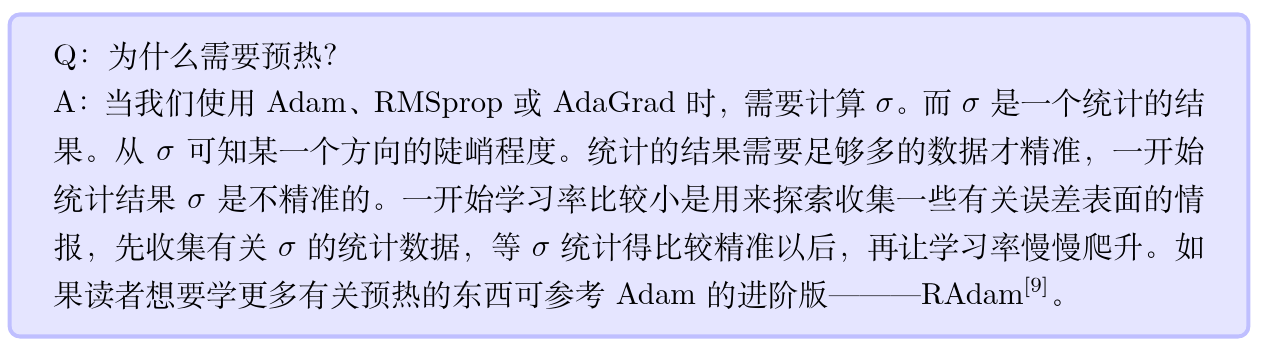 Q：为什么需要预热？
A：当我们使用 Adam、RMSprop 或 AdaGrad 时，需要计算 σ。而 σ 是一个统计的结
果。从 σ 可知某一个方向的陡峭程度。统计的结果需要足够多的数据才精准，一开始
统计结果 σ 是不精准的。一开始学习率比较小是用来探索收集一些有关误差表面的情
报，先收集有关 σ 的统计数据，等 σ 统计得比较精准以后，再让学习率慢慢爬升。如
果读者想要学更多有关预热的东西可参考 Adam 的进阶版———RAdam[9]。